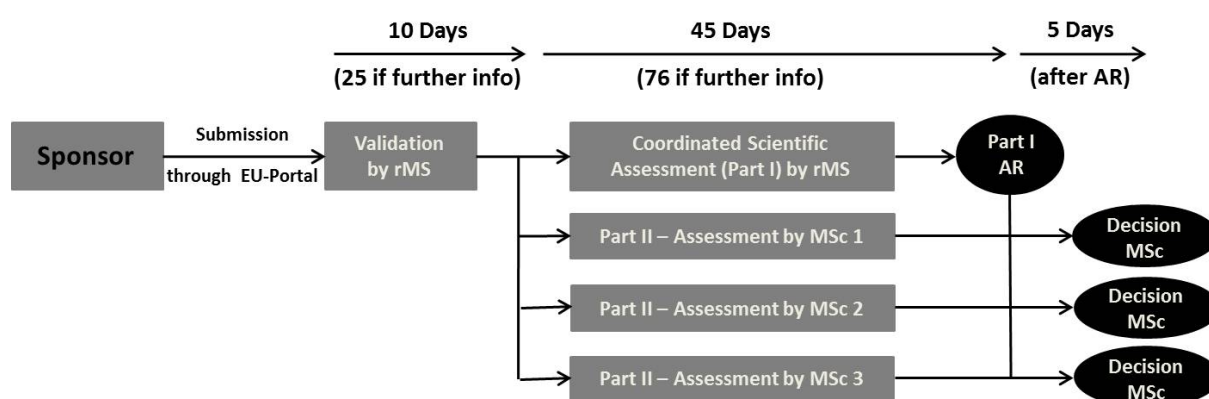 10 Days
(25 if further info)
45 Days
(76 if further info)
5 Days
(after AR)
Sponsor
Submission
through EU-Portal
Validation
by rMS
Coordinated Scientific
Assessment (Part I) by rMS
Part I
AR
Part II – Assessment by MSc 1
Decision
MSc
Part II – Assessment by MSc 2
Decision
MSc
Part II – Assessment by MSc 3
Decision
MSc